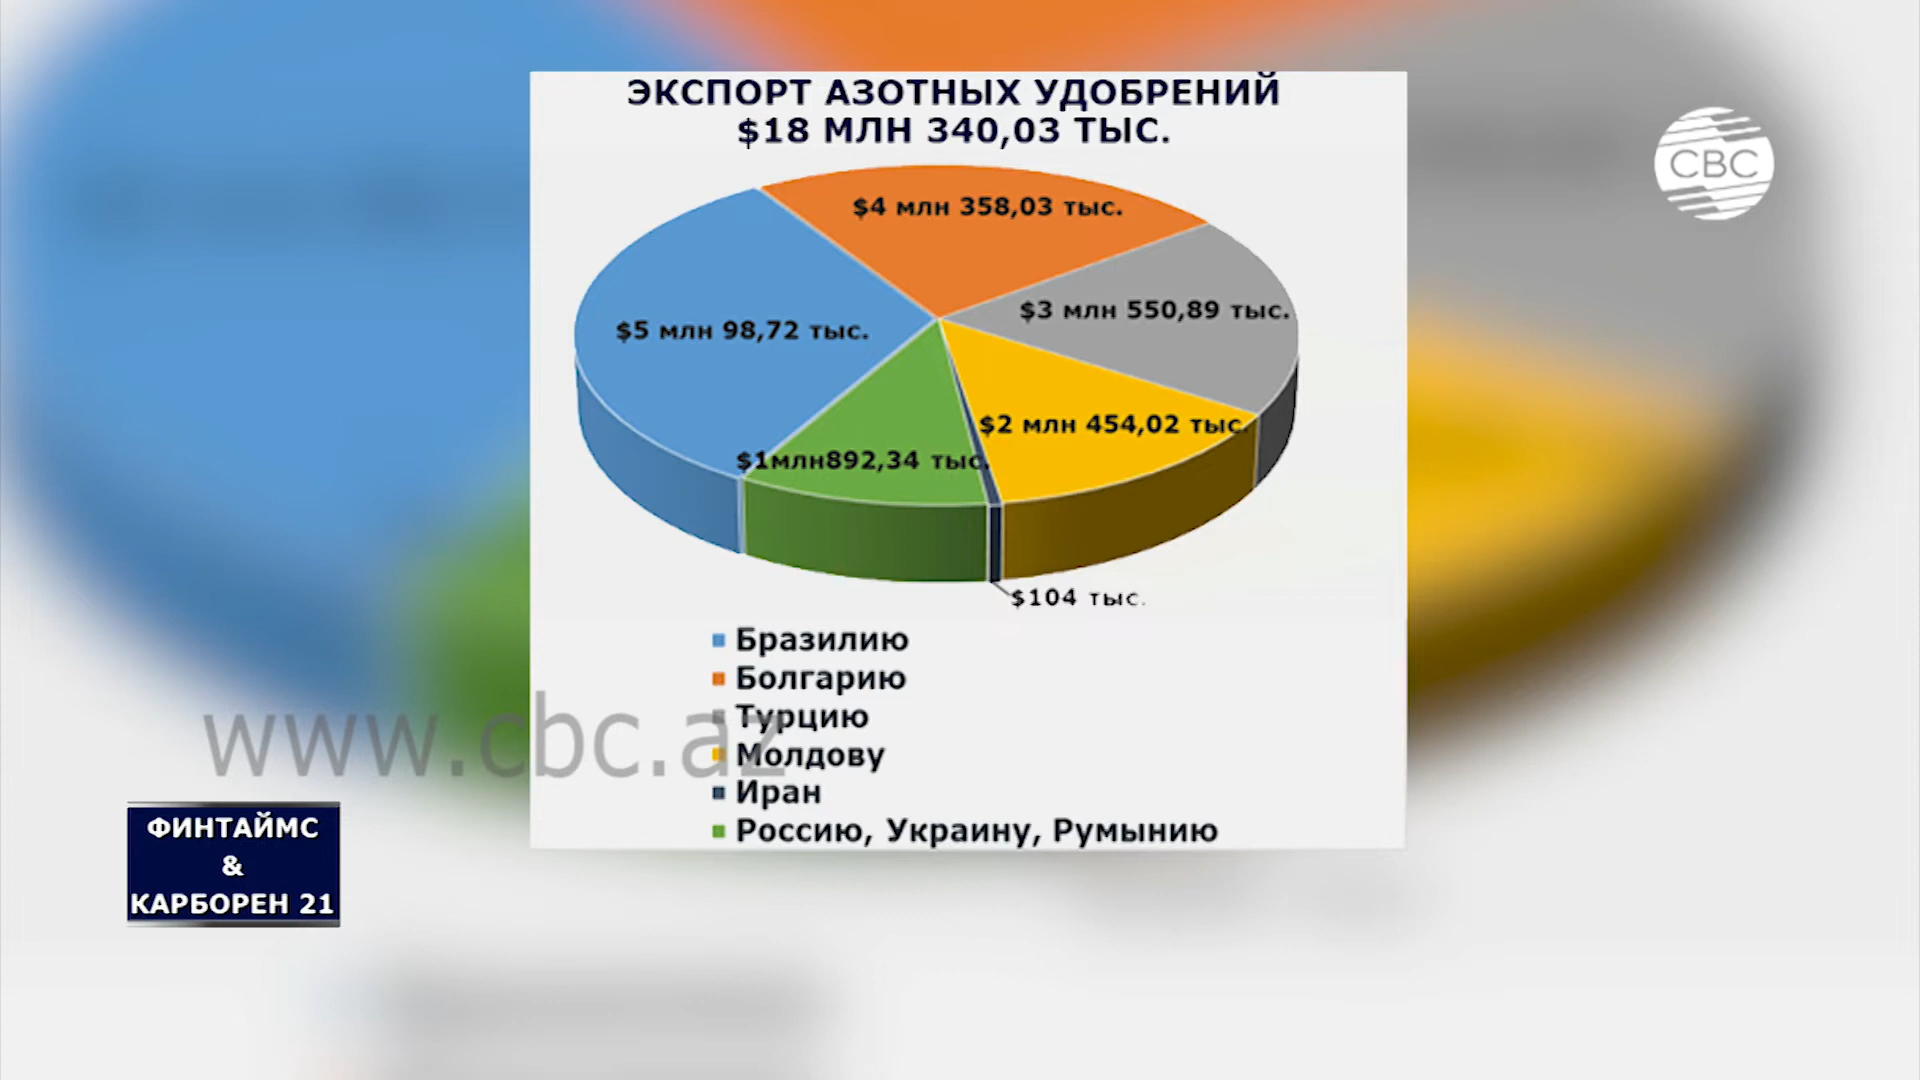 ЭКСПОРТ АЗОТНЫХ УДОБРЕНИЙ
$18 МЛН 340,03 ТЫС.
CBC
$4 млн 358,03 тыс.
$3 млн 550,89 тыс.
$5 млн 98,72 тыс.
$2 млн 454,02 тыс.
$1млн892,34 тыс.
$104 тыс.
Бразилию
Болгарию
Турцию
Молдову
Иран
Россию, Украину, Румынию
www.cbc.az
ФИНТАЙМС
&
КАРБОРЕН 21